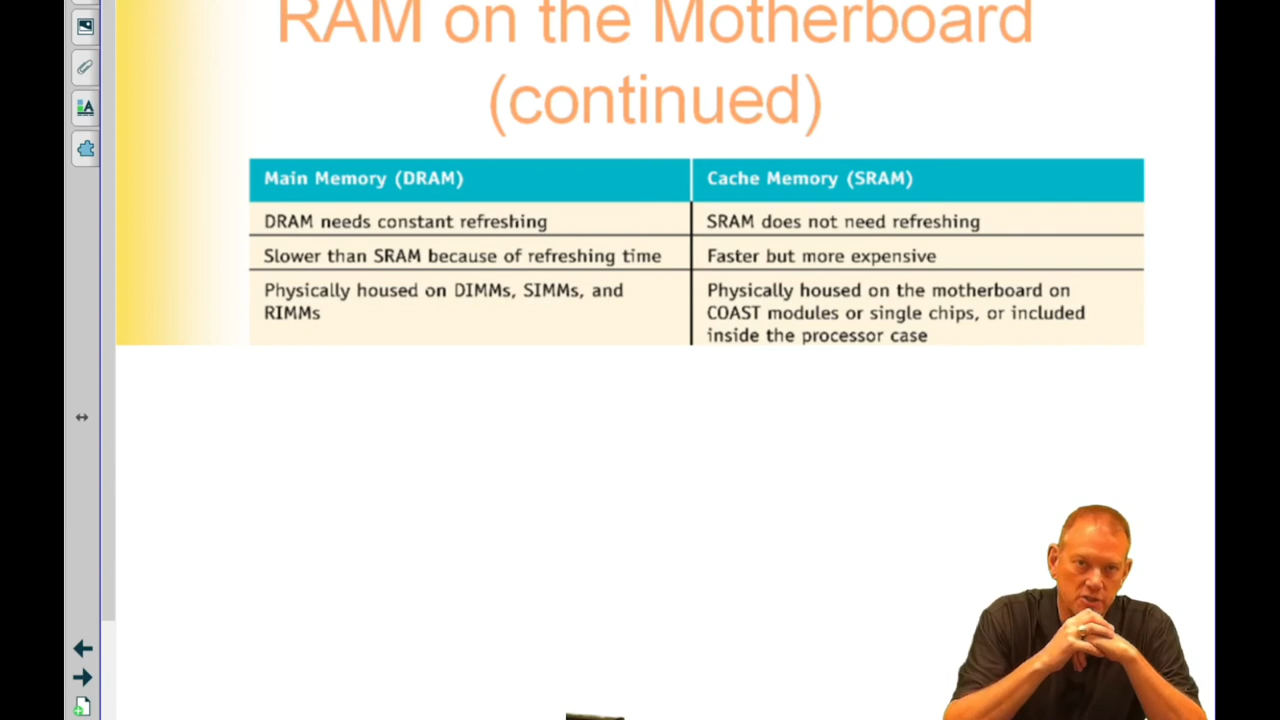 RAM on the Motherboard
(continued)
Main Memory (DRAM)
Cache Memory (SRAM)
DRAM needs constant refreshing
SRAM does not need refreshing
Slower than SRAM because of refreshing time
Faster but more expensive
Physically housed on DIMMs, SIMMs, and
RIMMs
Physically housed on the motherboard on
COAST modules or single chips, or included
inside the processor case